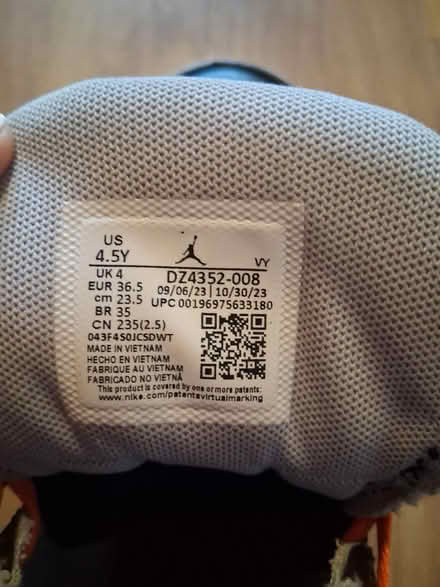 US
4.5Y VY
UK 4 DZ4352-008
EUR 36.5 09/06/23 | 10/30/23
cm 23.5 UPC 00196975633180
BR 35
CN 235(2.5)
043F4S0JCSDWT
MADE IN VIETNAM
HECHO EN VIETNAM
FABRIQUE AU VIETNAM
FABRICADO NO VIETNÃ
This product is covered by one or more patents:
www.nike.com/patentsvirtualmarking